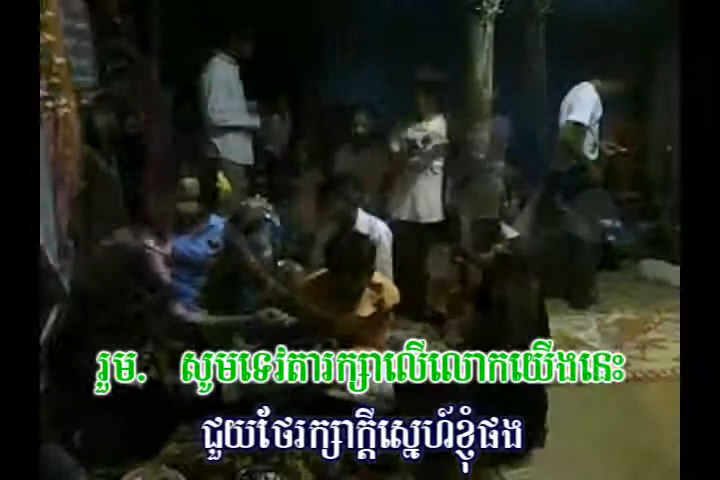 រួម. សូមទេវតារក្សាលើលោកយើងនេះ
ជួយថែរក្សាក្ដីស្នេហ៍ខ្ញុំផង